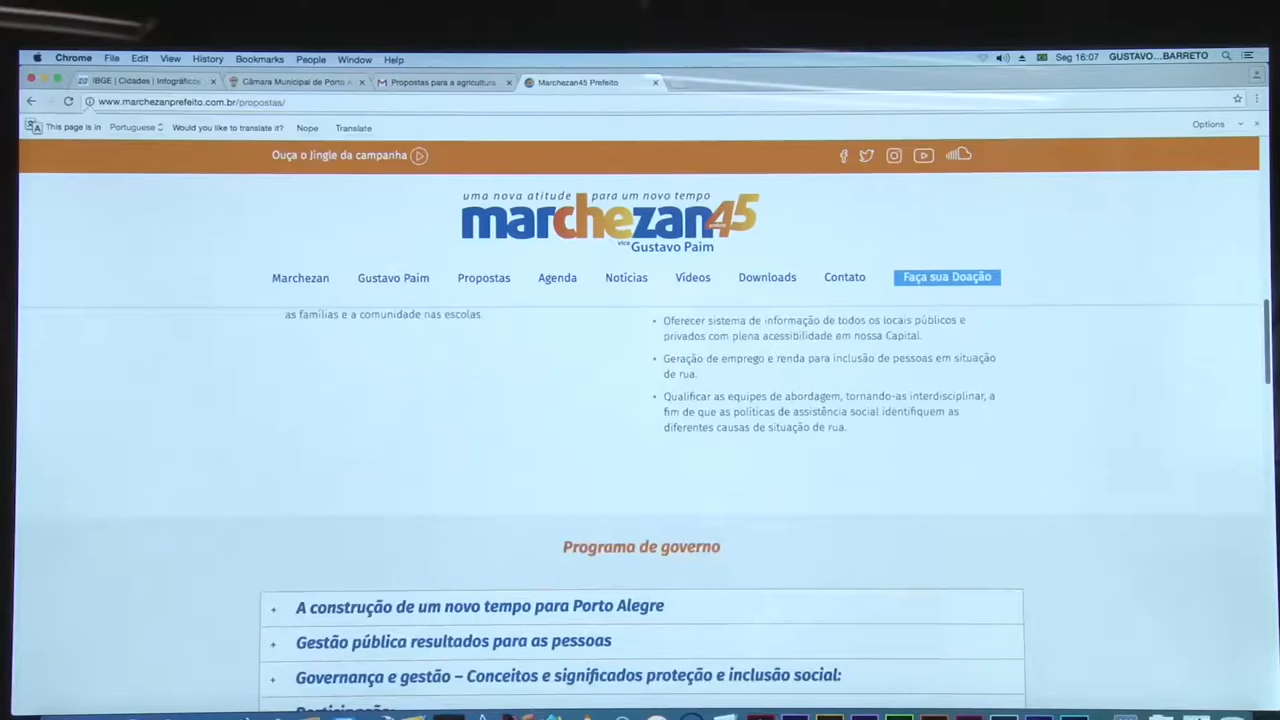 Chrome File Edit View History Bookmarks People Window Help
Seg 16:07 GUSTAVO...BARRETO
IBGE | Cidades | Infográficos
Câmara Municipal de Porto A
Propostas para a agricultura
Marchezan45 Prefeito
www.marchezanprefeito.com.br/propostas/
This page is in Portuguese Would you like to translate it? Nope Translate
Options
Ouça o Jingle da campanha
uma nova atitude para um novo tempo
marchezan45
prefeito
vice Gustavo Paim
Marchezan Gustavo Paim Propostas Agenda Notícias Vídeos Downloads Contato Faça sua Doação
as famílias e a comunidade nas escolas.
• Oferecer sistema de informação de todos os locais públicos e
privados com plena acessibilidade em nossa Capital.
• Geração de emprego e renda para inclusão de pessoas em situação
de rua.
• Qualificar as equipes de abordagem, tornando-as interdisciplinar, a
fim de que as políticas de assistência social identifiquem as
diferentes causas de situação de rua.
Programa de governo
+ A construção de um novo tempo para Porto Alegre
+ Gestão pública resultados para as pessoas
+ Governança e gestão – Conceitos e significados proteção e inclusão social: